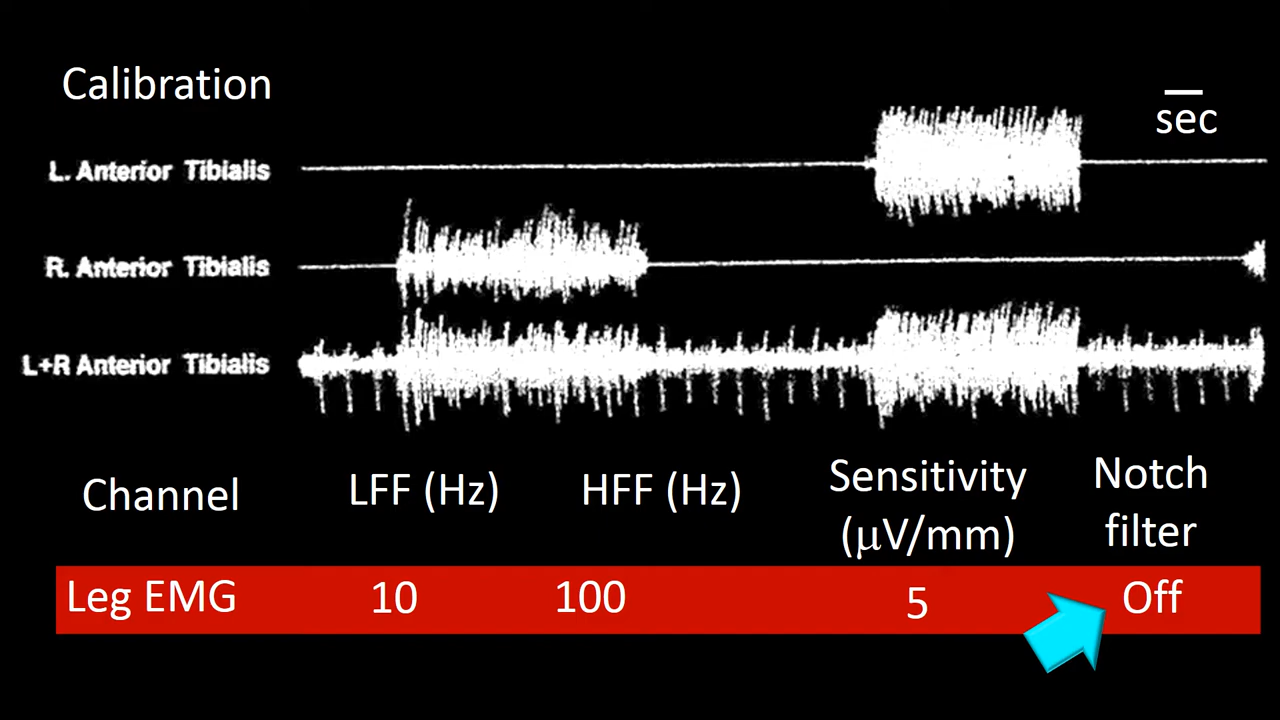 Calibration
sec
L. Anterior Tibialis
R. Anterior Tibialis
L+R Anterior Tibialis
Channel LFF (Hz) HFF (Hz) Sensitivity (μV/mm) Notch filter
Leg EMG 10 100 5 Off